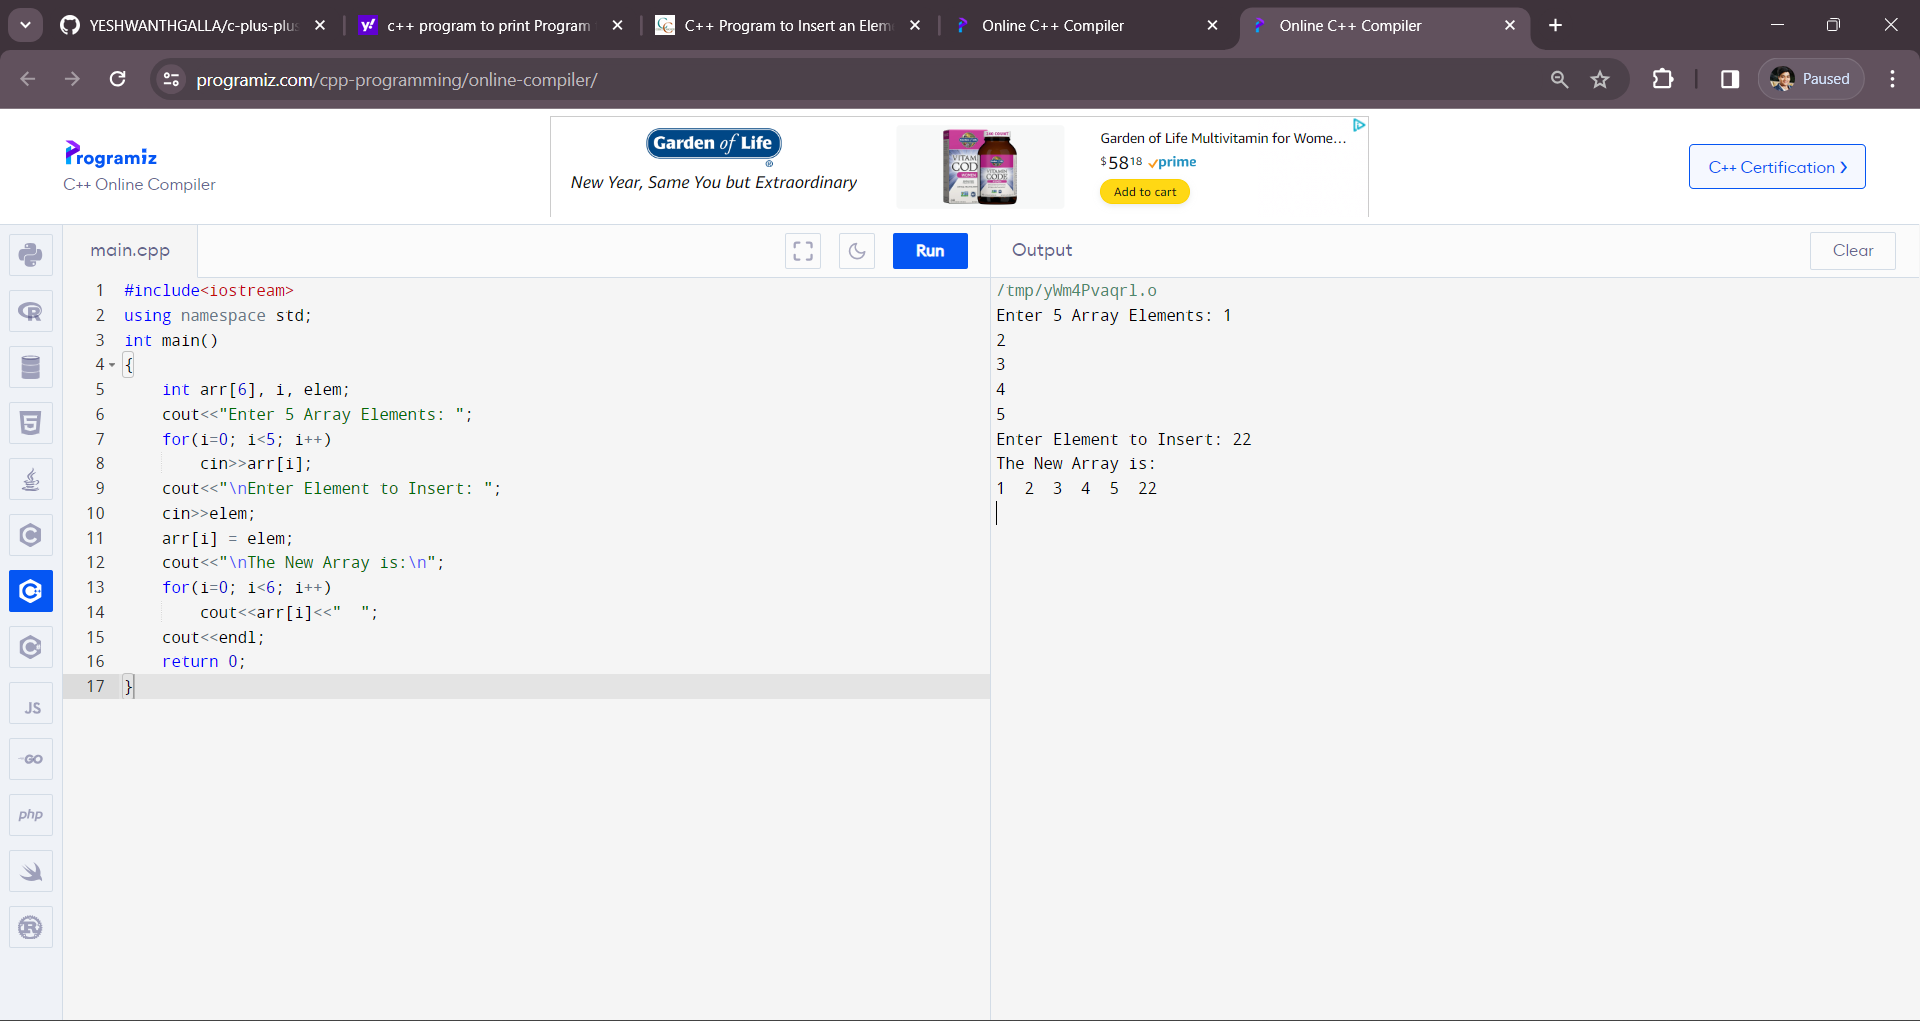 YESHWANTHGALLA/c-plus-plus
c++ program to print Program
C++ Program to Insert an Elem
Online C++ Compiler
Online C++ Compiler
programiz.com/cpp-programming/online-compiler/
Paused
Programiz
C++ Online Compiler
Garden of Life
®
New Year, Same You but Extraordinary
VITAMIN CODE
WOMEN
Garden of Life Multivitamin for Wome...
$58 18 prime
Add to cart
C++ Certification
main.cpp
Run
1 #include<iostream>
2 using namespace std;
3 int main()
4 {
5 int arr[6], i, elem;
6 cout<<"Enter 5 Array Elements: ";
7 for(i=0; i<5; i++)
8 cin>>arr[i];
9 cout<<"\nEnter Element to Insert: ";
10 cin>>elem;
11 arr[i] = elem;
12 cout<<"\nThe New Array is:\n";
13 for(i=0; i<6; i++)
14 cout<<arr[i]<<"  ";
15 cout<<endl;
16 return 0;
17 }
JS
GO
php
Output
Clear
/tmp/yWm4Pvaqrl.o
Enter 5 Array Elements: 1
2
3
4
5
Enter Element to Insert: 22
The New Array is:
1  2  3  4  5  22